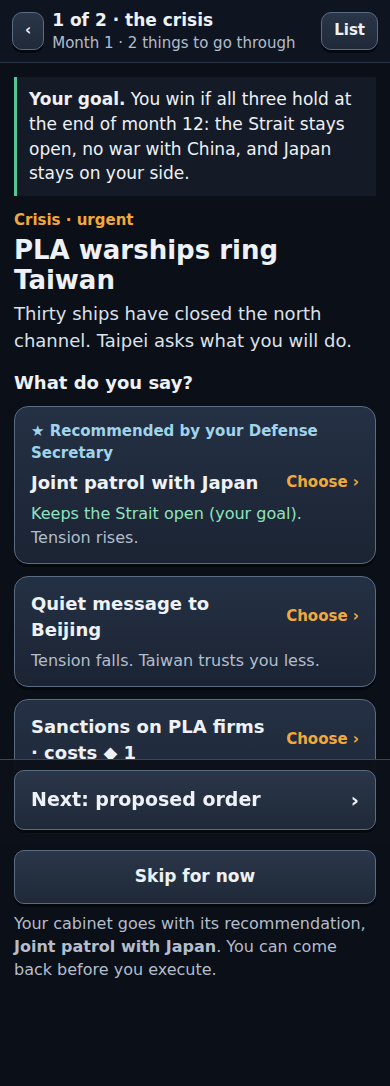 ‹
1 of 2 · the crisis
Month 1 · 2 things to go through
List
Your goal. You win if all three hold at
the end of month 12: the Strait stays
open, no war with China, and Japan
stays on your side.
Crisis · urgent
PLA warships ring
Taiwan
Thirty ships have closed the north
channel. Taipei asks what you will do.
What do you say?
★ Recommended by your Defense
Secretary
Joint patrol with Japan
Choose ›
Keeps the Strait open (your goal).
Tension rises.
Quiet message to
Beijing
Choose ›
Tension falls. Taiwan trusts you less.
Sanctions on PLA firms
· costs ◆ 1
Choose ›
Next: proposed order ›
Skip for now
Your cabinet goes with its recommendation,
Joint patrol with Japan. You can come
back before you execute.